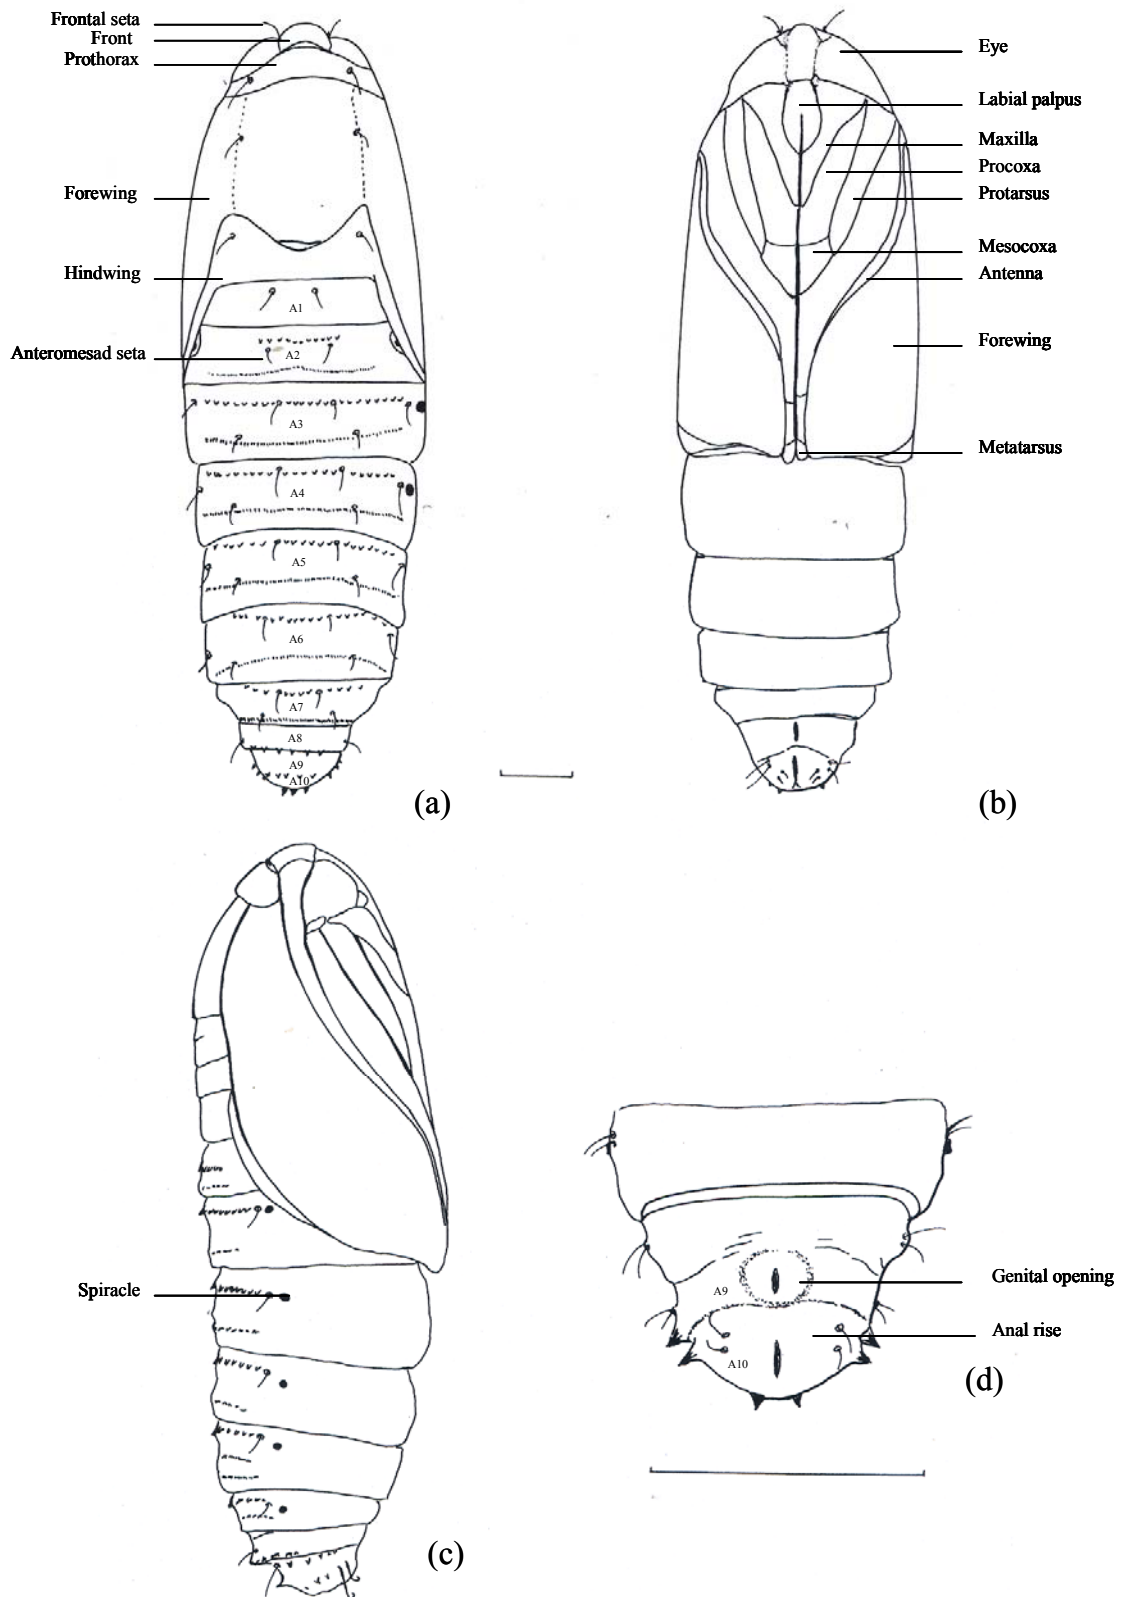 Frontal seta
Front
Prothorax
Forewing
Hindwing
Anteromesad seta
A1
A2
A3
A4
A5
A6
A7
A8
A9
A10
(a)
Eye
Labial palpus
Maxilla
Procoxa
Protarsus
Mesocoxa
Antenna
Forewing
Metatarsus
(b)
Spiracle
(c)
Genital opening
A9
Anal rise
A10
(d)